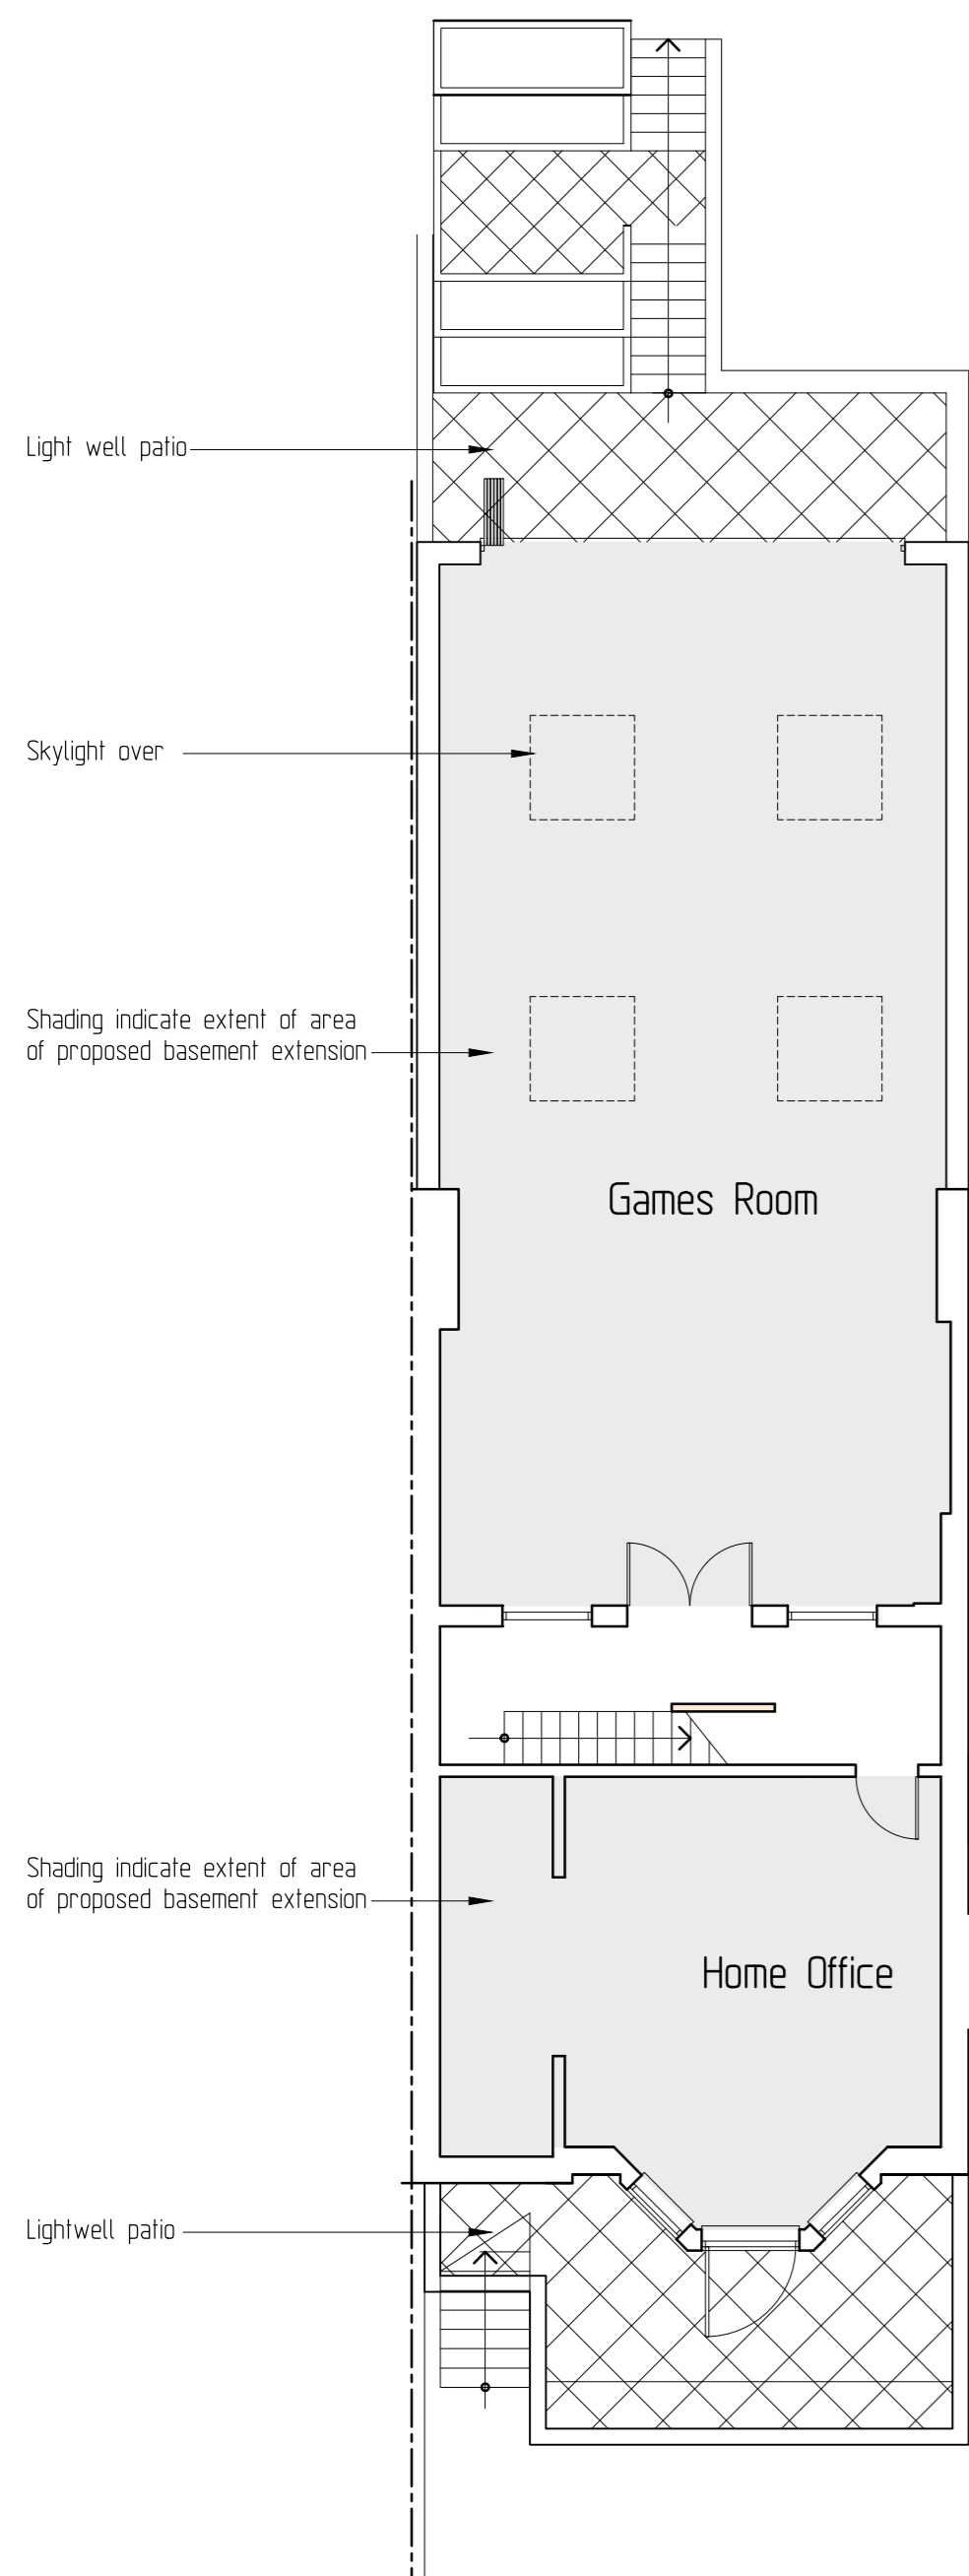 Light well patio
Skylight over
Shading indicate extent of area
of proposed basement extension
Games Room
Shading indicate extent of area
of proposed basement extension
Home Office
Lightwell patio